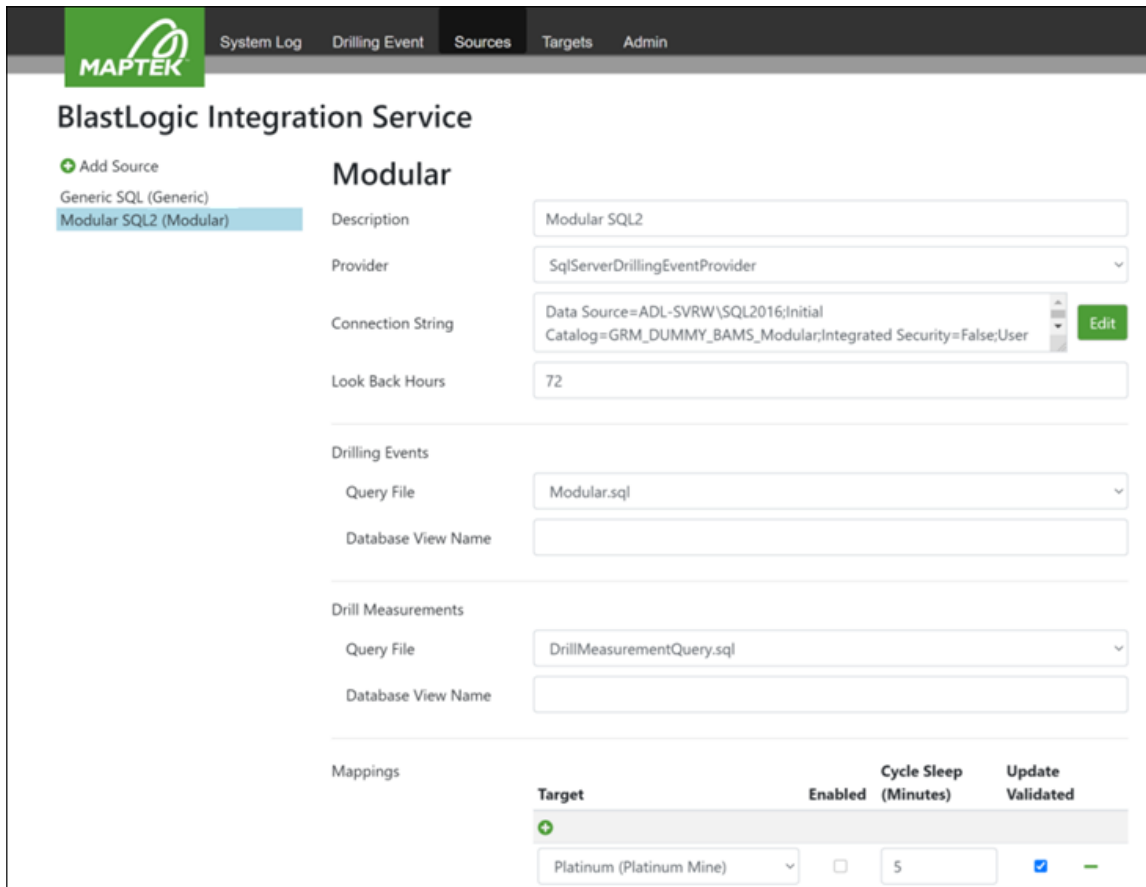 MAPTEK
System Log Drilling Event Sources Targets Admin
BlastLogic Integration Service
Add Source
Generic SQL (Generic)
Modular SQL2 (Modular)
Modular
Description Modular SQL2
Provider SqlServerDrillingEventProvider
Connection String Data Source=ADL-SVRW\SQL2016;Initial
Catalog=GRM_DUMMY_BAMS_Modular;Integrated Security=False;User
Edit
Look Back Hours 72
Drilling Events
Query File Modular.sql
Database View Name
Drill Measurements
Query File DrillMeasurementQuery.sql
Database View Name
Mappings
Target Enabled Cycle Sleep (Minutes) Update Validated
Platinum (Platinum Mine) 5